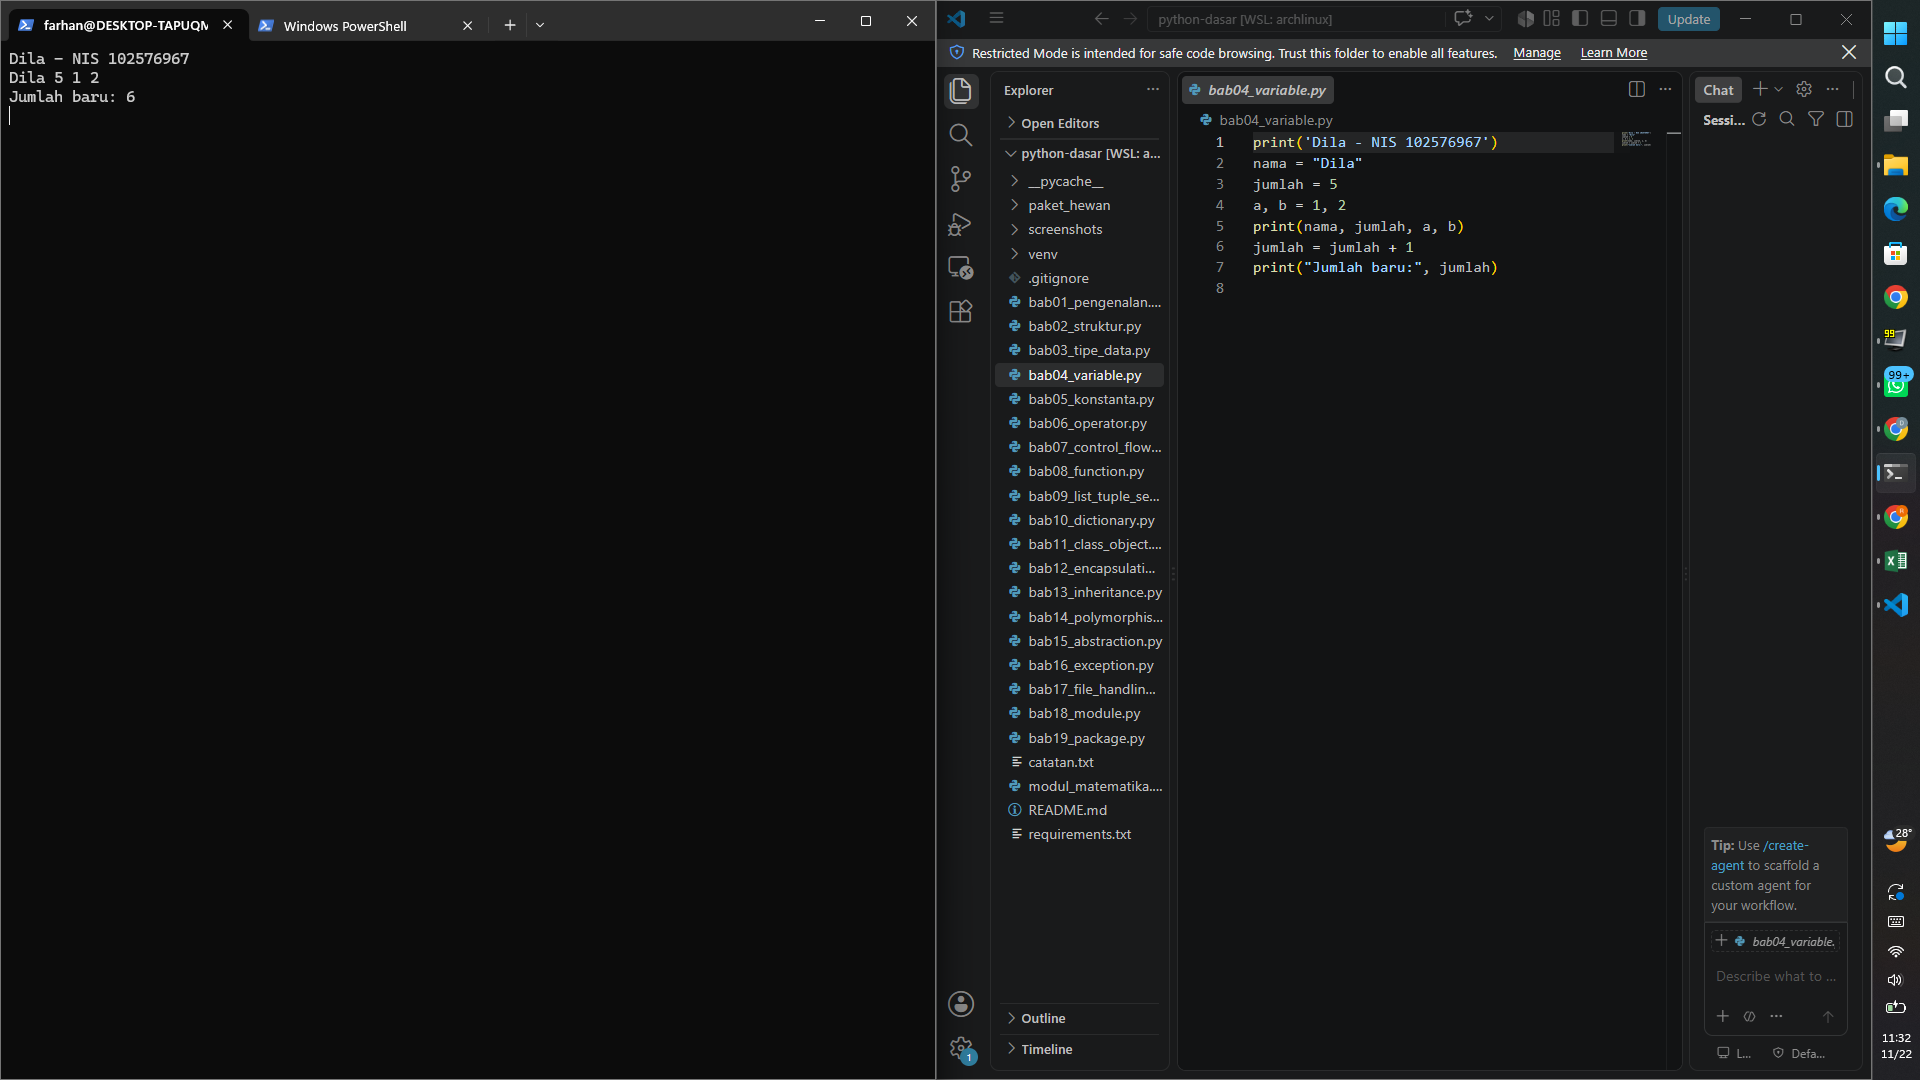 farhan@DESKTOP-TAPUQM
Windows PowerShell
Dila - NIS 102576967
Dila 5 1 2
Jumlah baru: 6
python-dasar [WSL: archlinux]
Update
Restricted Mode is intended for safe code browsing. Trust this folder to enable all features.
Manage
Learn More
Explorer
Open Editors
python-dasar [WSL: a...
__pycache__
paket_hewan
screenshots
venv
.gitignore
bab01_pengenalan....
bab02_struktur.py
bab03_tipe_data.py
bab04_variable.py
bab05_konstanta.py
bab06_operator.py
bab07_control_flow...
bab08_function.py
bab09_list_tuple_se...
bab10_dictionary.py
bab11_class_object....
bab12_encapsulati...
bab13_inheritance.py
bab14_polymorphis...
bab15_abstraction.py
bab16_exception.py
bab17_file_handlin...
bab18_module.py
bab19_package.py
catatan.txt
modul_matematika....
README.md
requirements.txt
Outline
Timeline
1
bab04_variable.py
bab04_variable.py
1 print('Dila - NIS 102576967')
2 nama = "Dila"
3 jumlah = 5
4 a, b = 1, 2
5 print(nama, jumlah, a, b)
6 jumlah = jumlah + 1
7 print("Jumlah baru:", jumlah)
8
Chat
Sessi...
Tip: Use /create-
agent to scaffold a
custom agent for
your workflow.
bab04_variable.
Describe what to ...
L...
Defa...
99
99+
28°
11:32
11/22